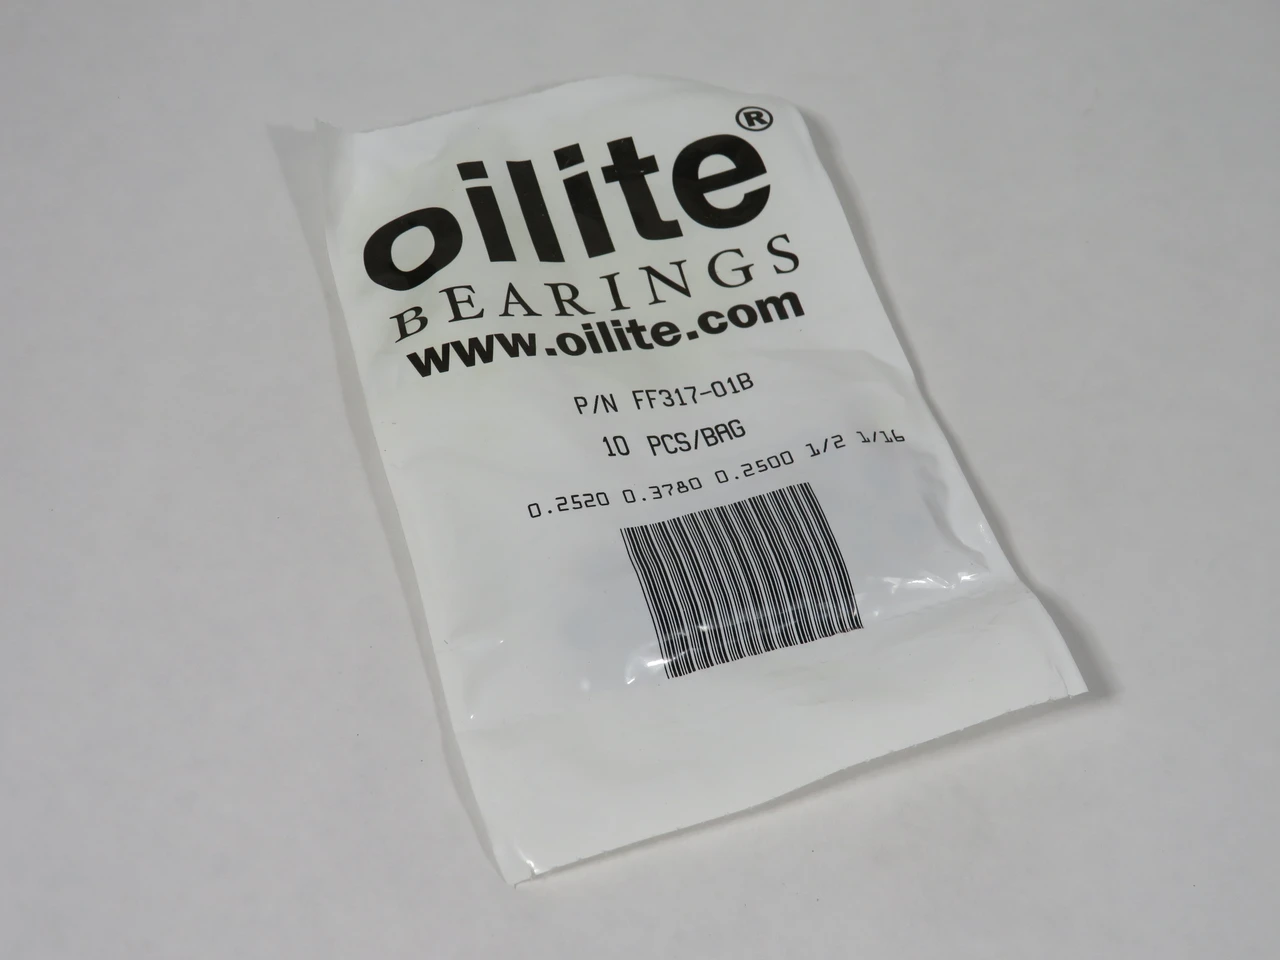 oilite®
BEARINGS
www.oilite.com
P/N FF317-01B
10 PCS/BAG
0.2520 0.3780 0.2500 1/2 1/16